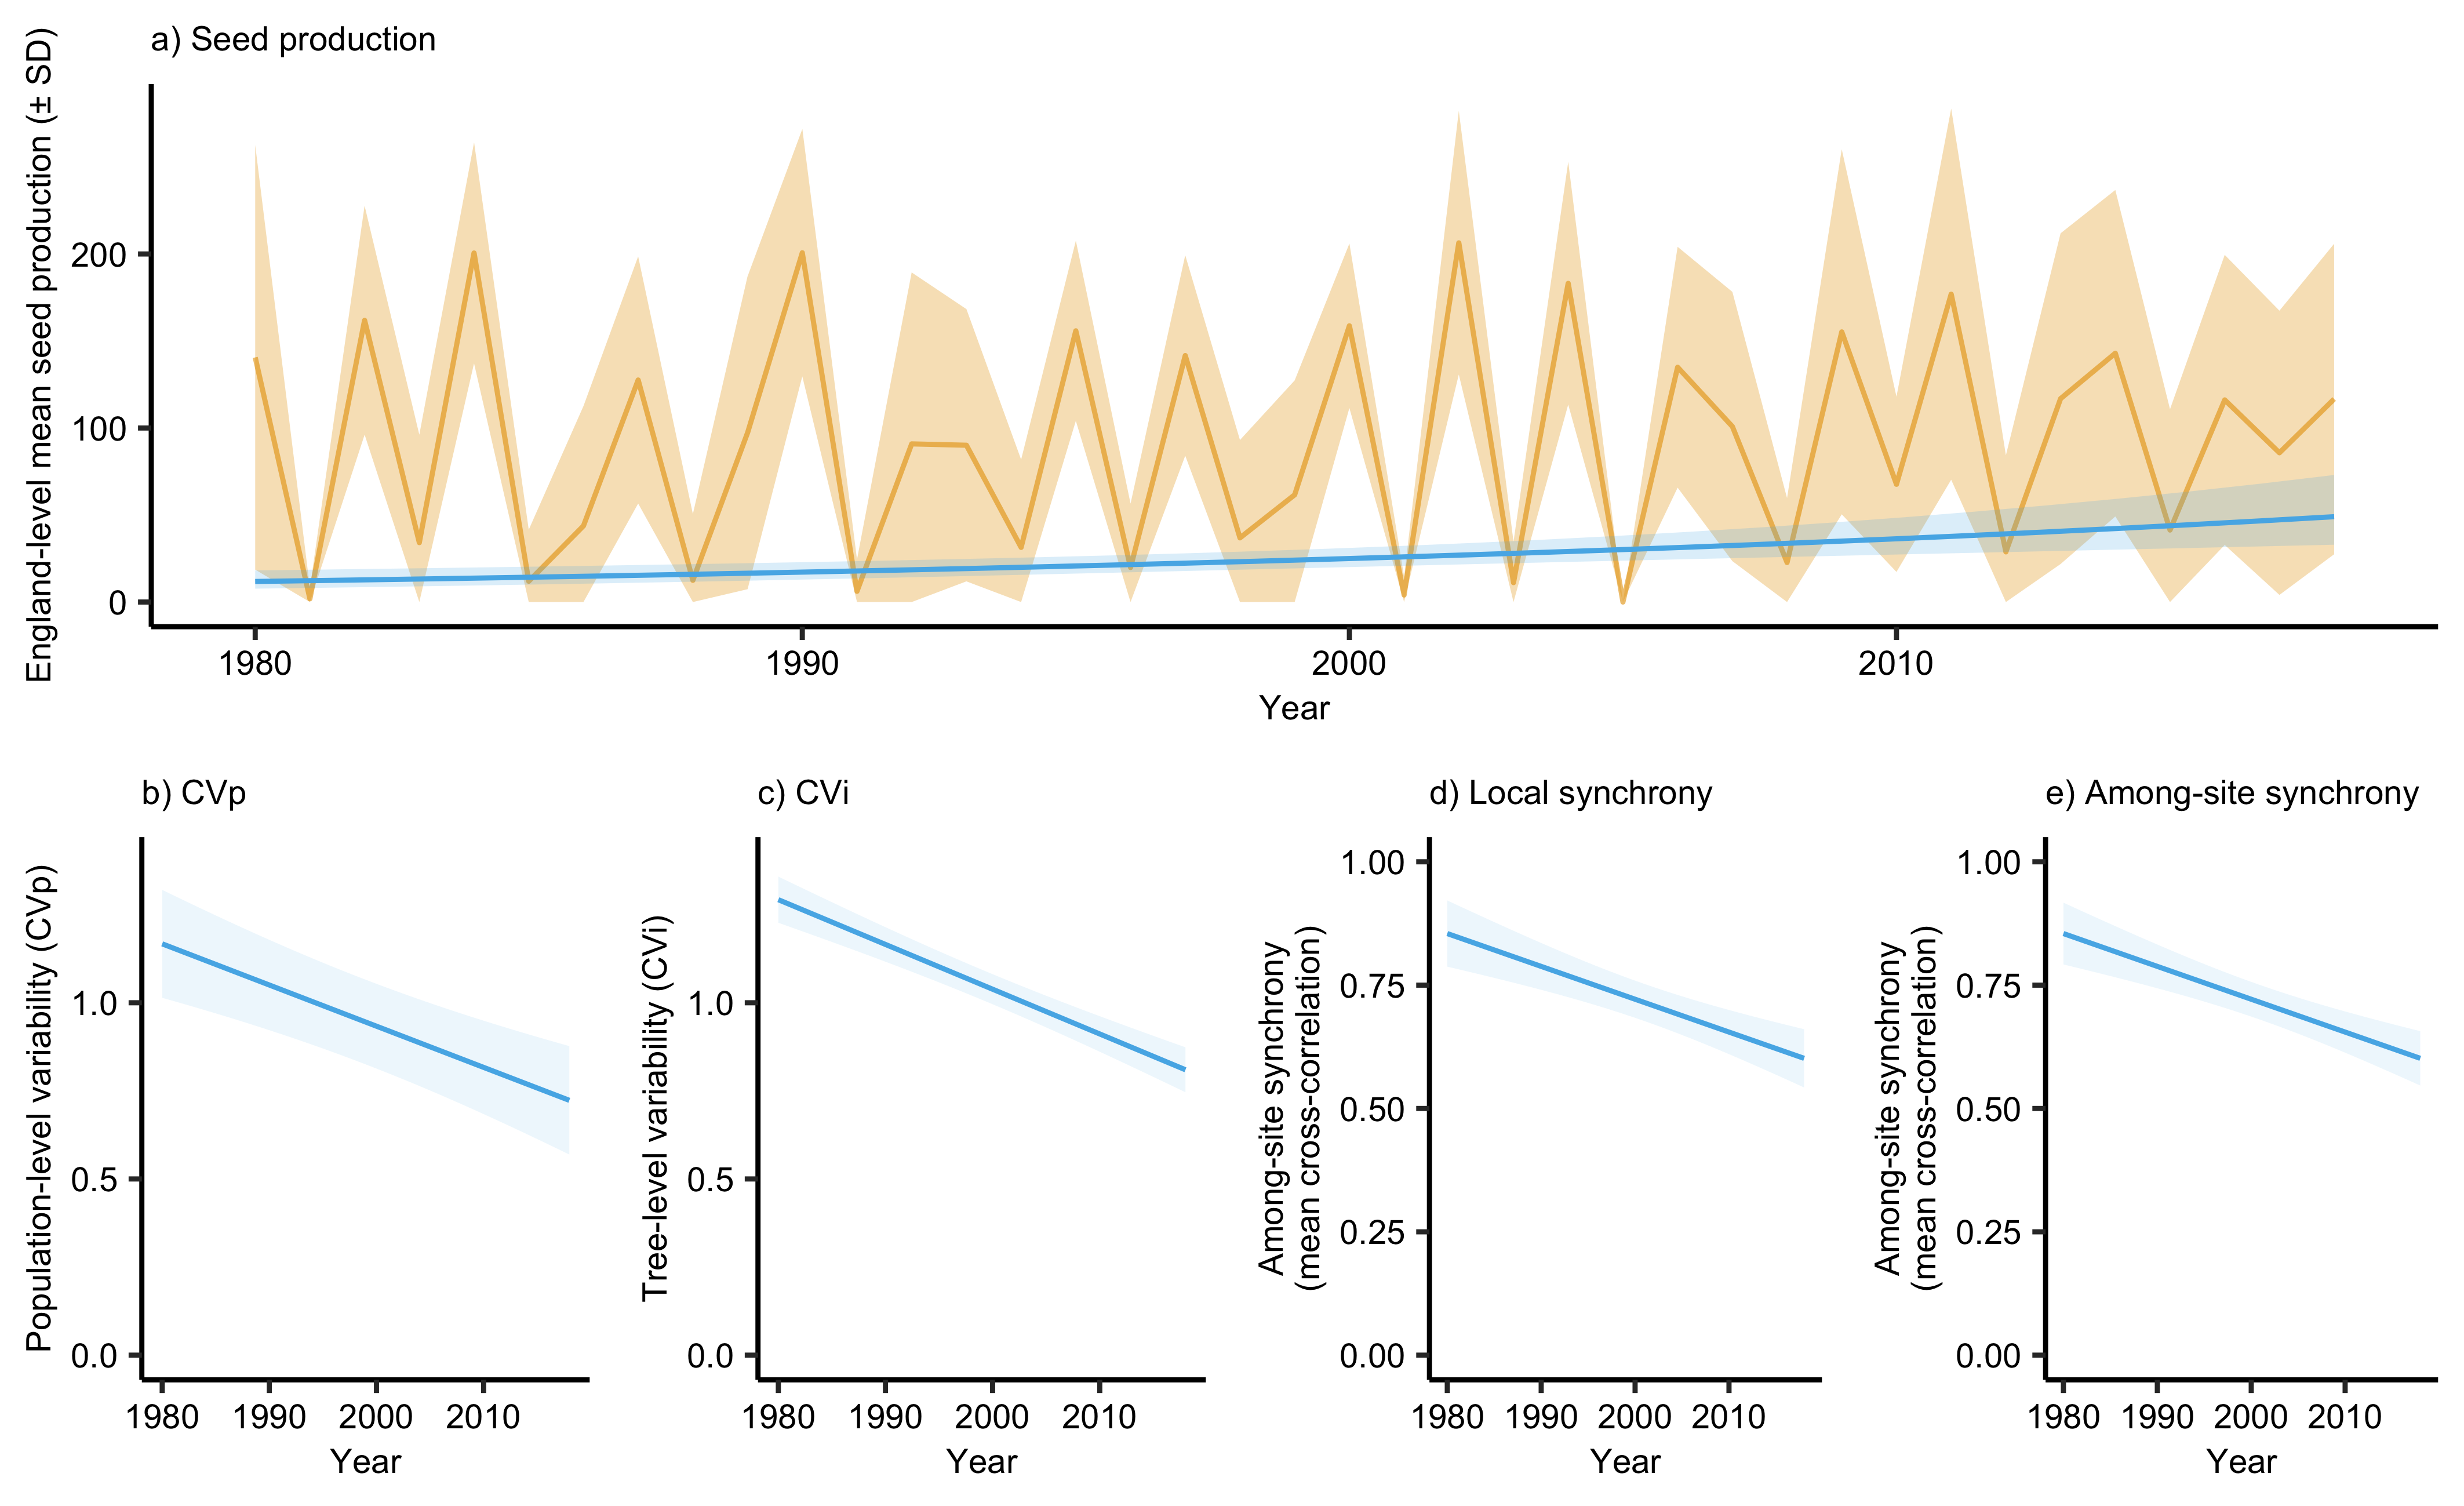 a) Seed production
England-level mean seed production (± SD)
200
100
0
1980 1990 2000 2010
Year
b) CVp
Population-level variability (CVp)
1.0
0.5
0.0
1980 1990 2000 2010
Year
c) CVi
Tree-level variability (CVi)
1.0
0.5
0.0
1980 1990 2000 2010
Year
d) Local synchrony
Among-site synchrony
(mean cross-correlation)
1.00
0.75
0.50
0.25
0.00
1980 1990 2000 2010
Year
e) Among-site synchrony
Among-site synchrony
(mean cross-correlation)
1.00
0.75
0.50
0.25
0.00
1980 1990 2000 2010
Year